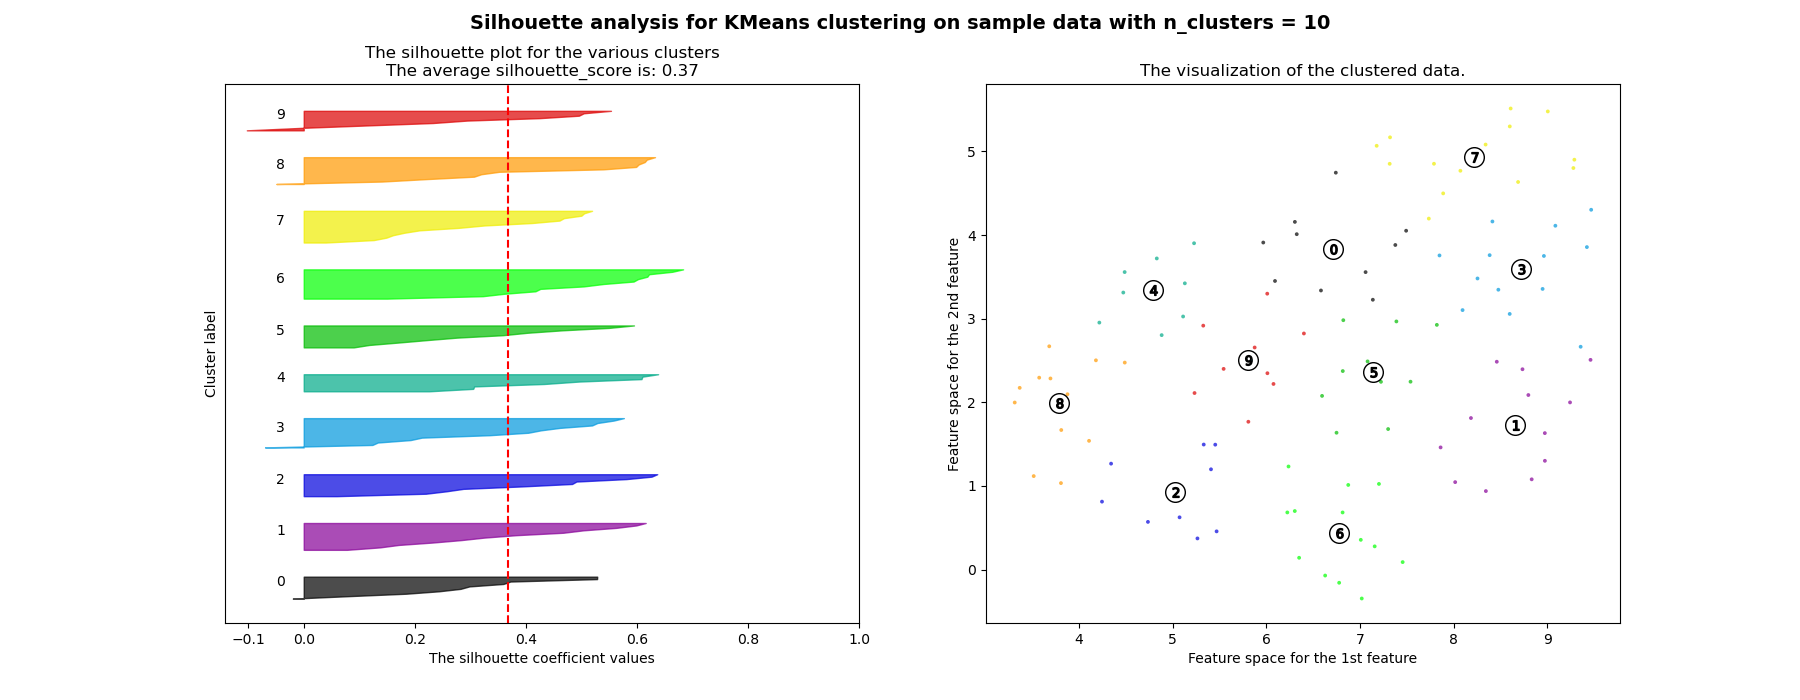 Silhouette analysis for KMeans clustering on sample data with n_clusters = 10
The silhouette plot for the various clusters
The average silhouette_score is: 0.37
9
8
7
6
5
4
3
2
1
0
Cluster label
−0.1 0.0 0.2 0.4 0.6 0.8 1.0
The silhouette coefficient values
The visualization of the clustered data.
5
4
3
2
1
0
Feature space for the 2nd feature
7
0
3
4
9
5
8
1
2
6
4 5 6 7 8 9
Feature space for the 1st feature